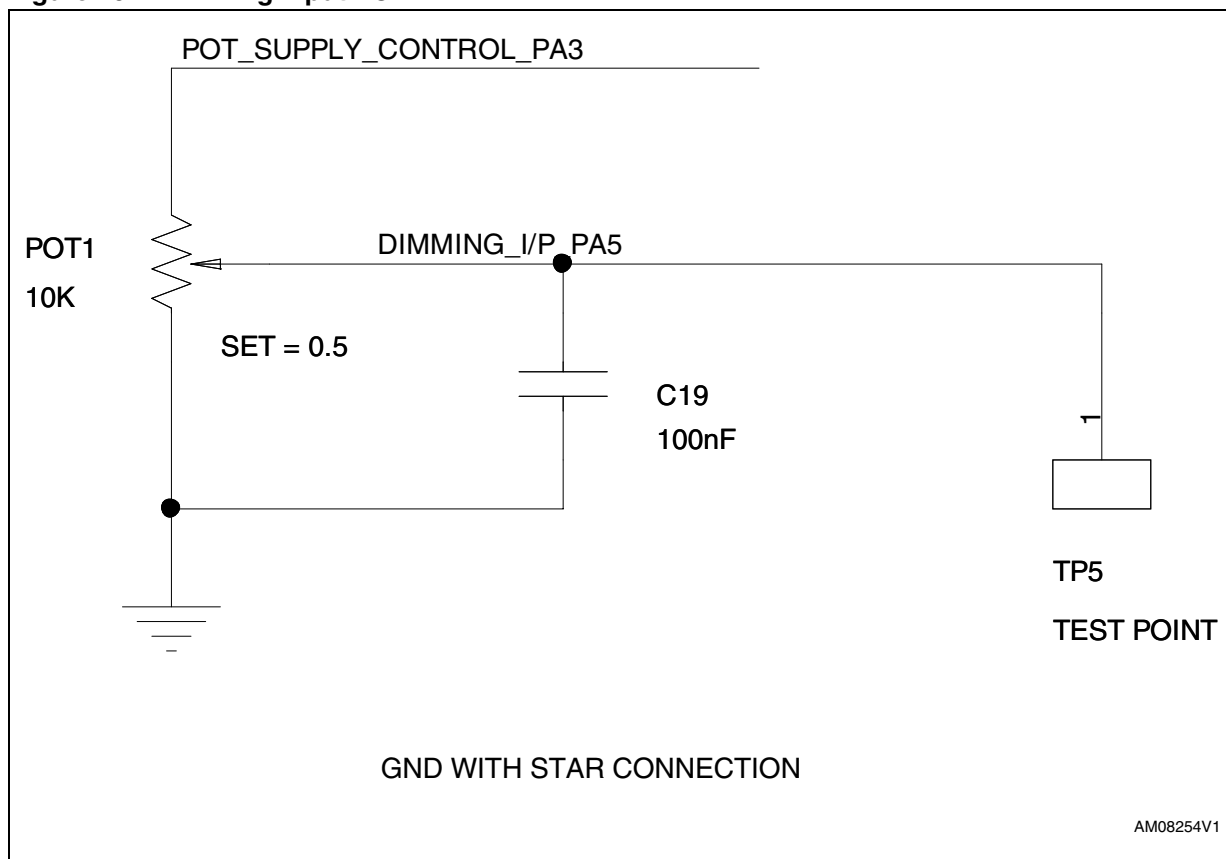 POT_SUPPLY_CONTROL_PA3
POT1
10K
DIMMING_I/P_PA5
SET = 0.5
C19
100nF
1
TP5
TEST POINT
GND WITH STAR CONNECTION
AM08254V1